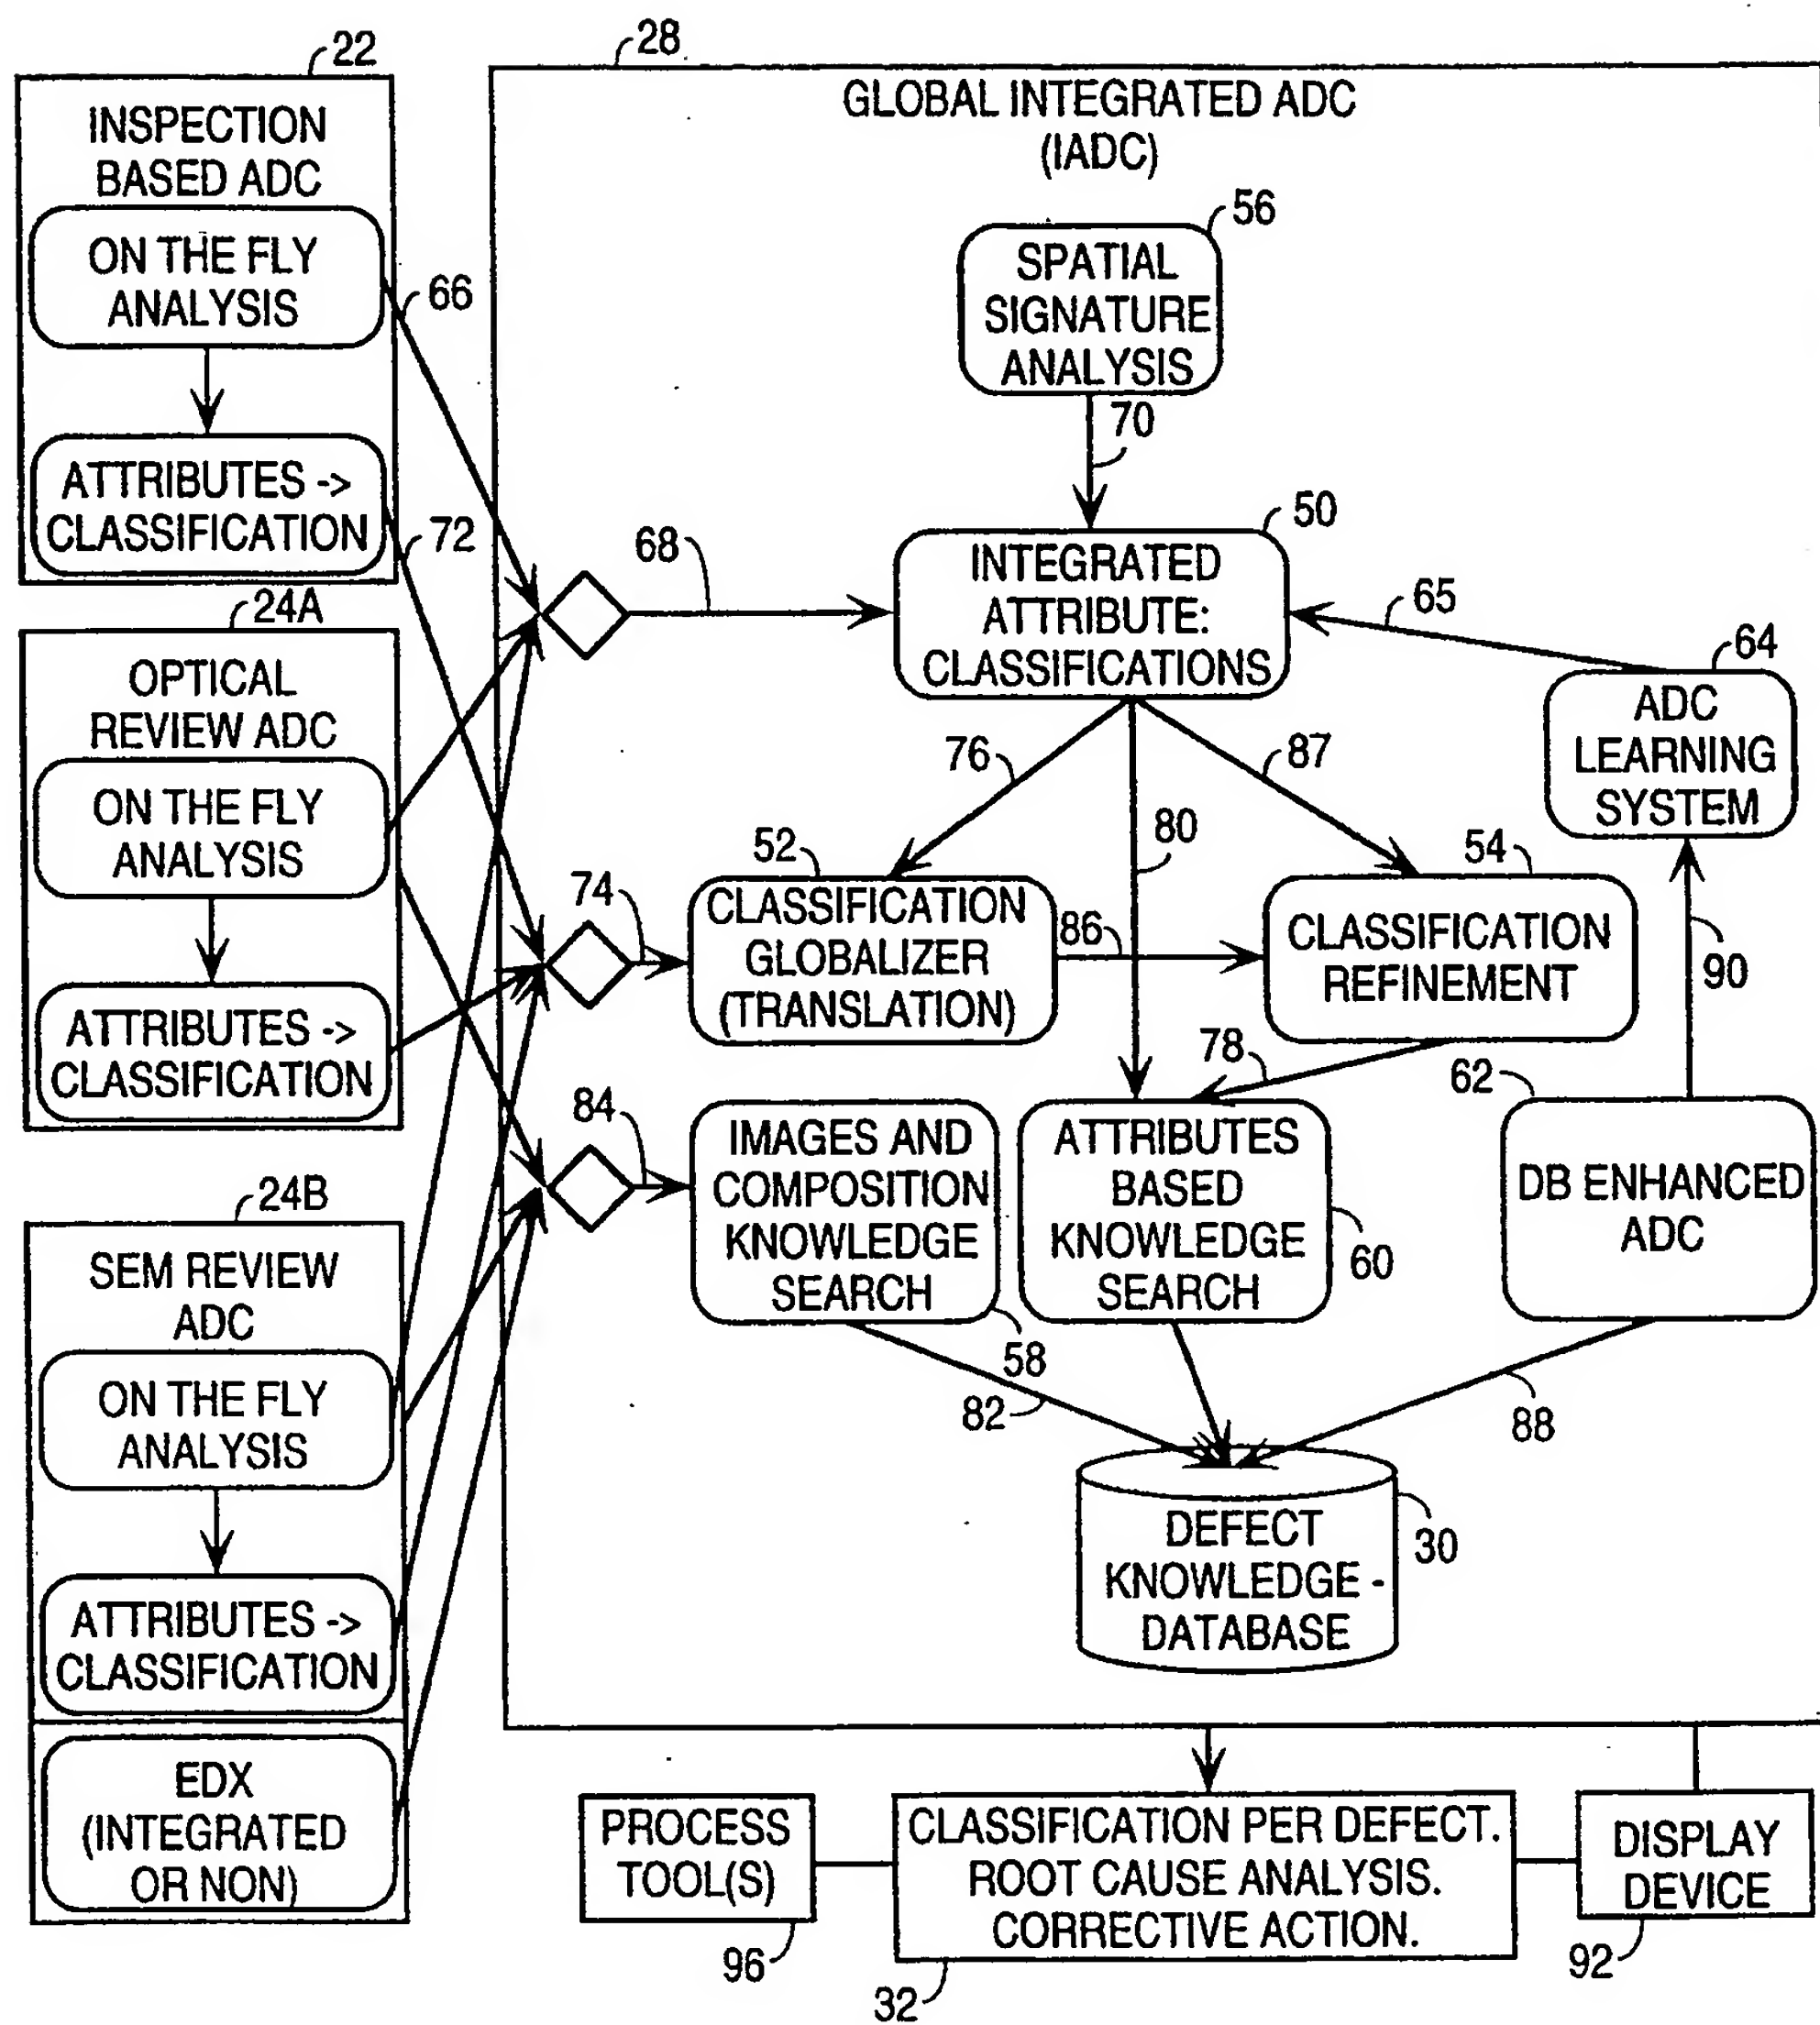 22
INSPECTION
BASED ADC
ON THE FLY
ANALYSIS
ATTRIBUTES ->
CLASSIFICATION
66
72
24A
OPTICAL
REVIEW ADC
ON THE FLY
ANALYSIS
ATTRIBUTES ->
CLASSIFICATION
24B
SEM REVIEW
ADC
ON THE FLY
ANALYSIS
ATTRIBUTES ->
CLASSIFICATION
EDX
(INTEGRATED
OR NON)
28
GLOBAL INTEGRATED ADC
(IADC)
56
SPATIAL
SIGNATURE
ANALYSIS
70
50
68
INTEGRATED
ATTRIBUTE:
CLASSIFICATIONS
65
64
ADC
LEARNING
SYSTEM
76
87
80
52
54
74
CLASSIFICATION
GLOBALIZER
(TRANSLATION)
86
CLASSIFICATION
REFINEMENT
90
78
62
84
IMAGES AND
COMPOSITION
KNOWLEDGE
SEARCH
58
ATTRIBUTES
BASED
KNOWLEDGE
SEARCH
60
DB ENHANCED
ADC
82
88
DEFECT
KNOWLEDGE -
DATABASE
30
PROCESS
TOOL(S)
96
CLASSIFICATION PER DEFECT.
ROOT CAUSE ANALYSIS.
CORRECTIVE ACTION.
32
DISPLAY
DEVICE
92